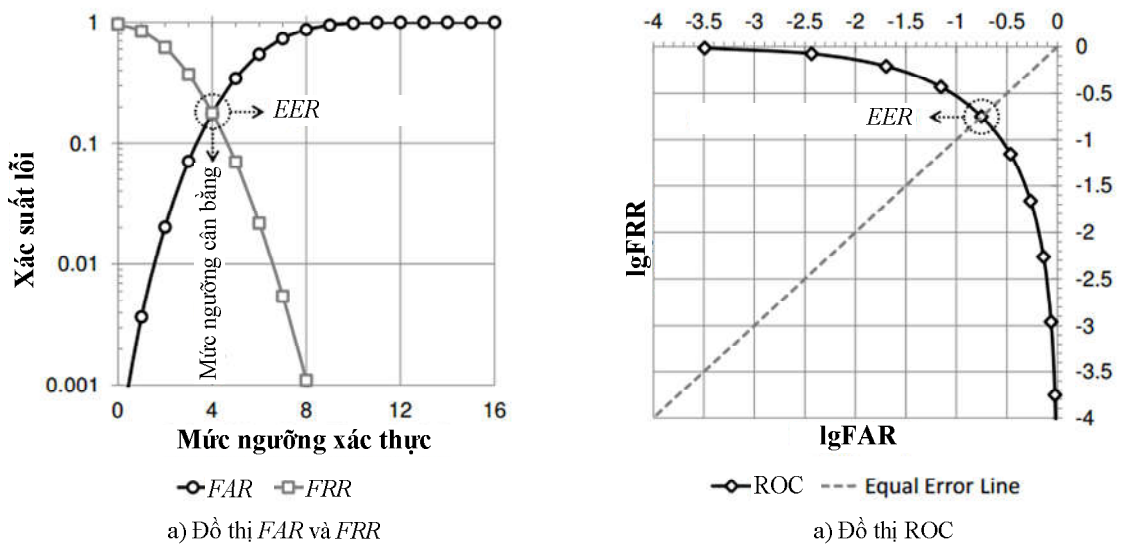 1
0.1
0.01
0.001
Xác suất lỗi
EER
Mức ngưỡng cân bằng
0 4 8 12 16
Mức ngưỡng xác thực
FAR FRR
a) Đồ thị FAR và FRR
-4 -3.5 -3 -2.5 -2 -1.5 -1 -0.5 0
0
-0.5
-1
-1.5
-2
-2.5
-3
-3.5
-4
EER
lgFRR
lgFAR
ROC Equal Error Line
a) Đồ thị ROC